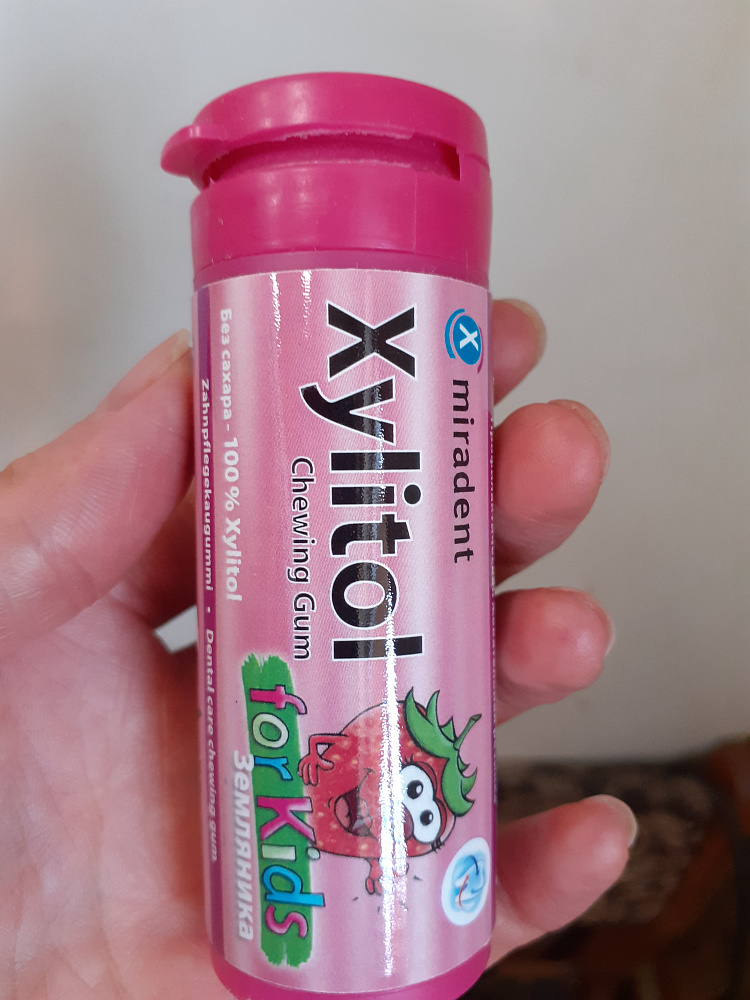 X miradent
Xylitol
Chewing Gum
for Kids
Земляника
Без сахара - 100 % Xylitol
Zahnpflegekaugummi • Dental care chewing gum